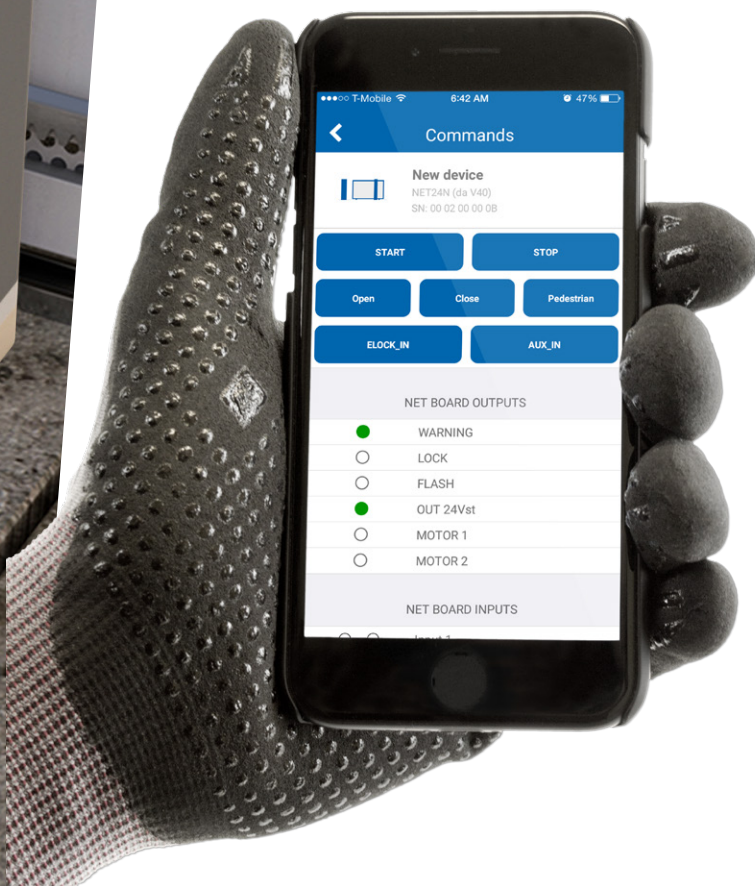 T-Mobile 6:42 AM 47%
Commands
New device
NET24N (da V40)
SN: 00 02 00 00 0B
START STOP
Open Close Pedestrian
ELOCK_IN AUX_IN
NET BOARD OUTPUTS
WARNING
LOCK
FLASH
OUT 24Vst
MOTOR 1
MOTOR 2
NET BOARD INPUTS